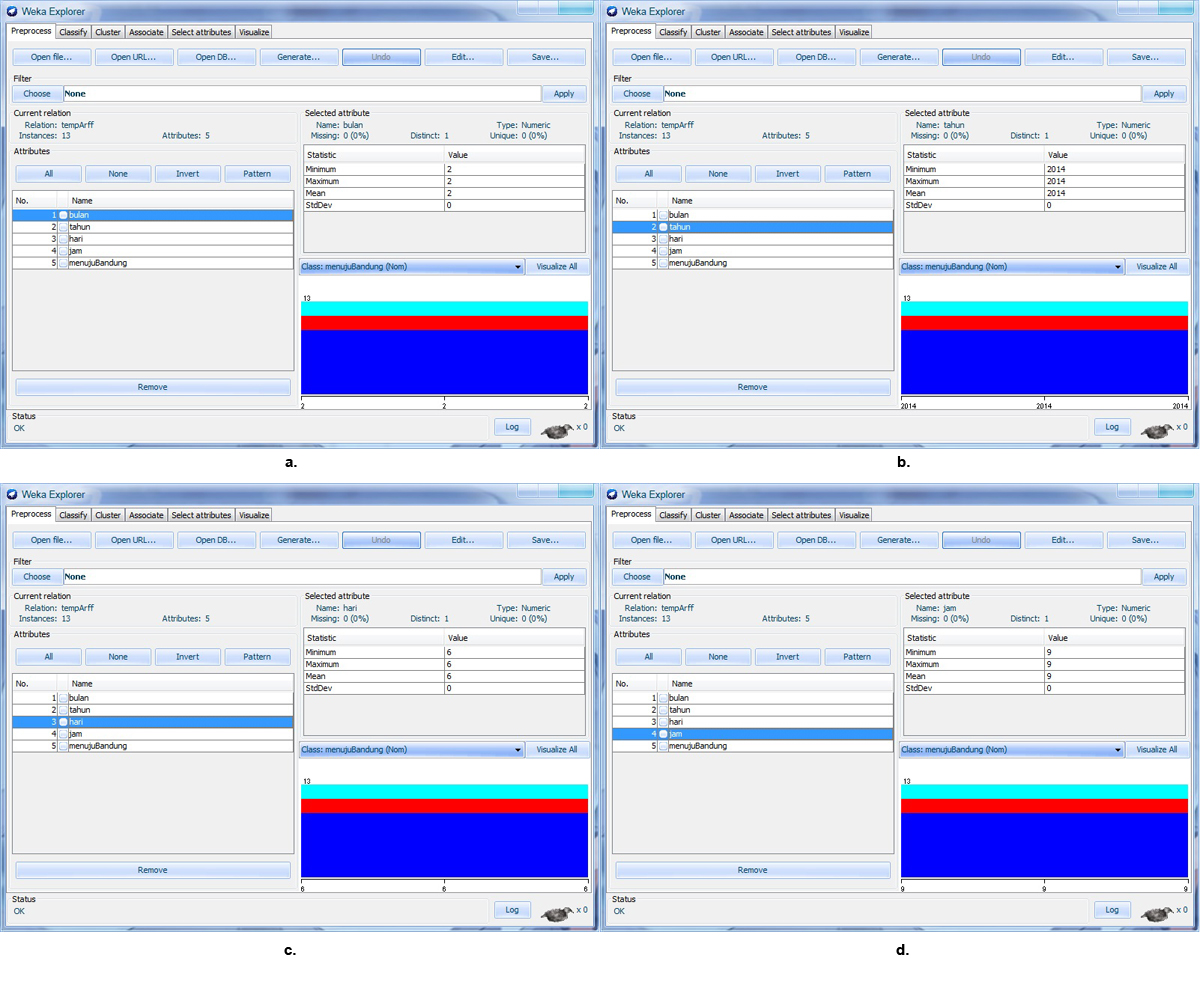 Weka Explorer
Preprocess Classify Cluster Associate Select attributes Visualize
Open file... Open URL... Open DB... Generate... Undo Edit... Save...
Filter
Choose None Apply
Current relation
Relation: tempArff
Instances: 13 Attributes: 5
Selected attribute
Name: bulan Type: Numeric
Missing: 0 (0%) Distinct: 1 Unique: 0 (0%)
Attributes
All None Invert Pattern
No. Name
1 bulan
2 tahun
3 hari
4 jam
5 menujuBandung
Remove
Statistic Value
Minimum 2
Maximum 2
Mean 2
StdDev 0
Class: menujuBandung (Nom) Visualize All
13
2 2 2
Status
OK
Log x 0
a.
Weka Explorer
Preprocess Classify Cluster Associate Select attributes Visualize
Open file... Open URL... Open DB... Generate... Undo Edit... Save...
Filter
Choose None Apply
Current relation
Relation: tempArff
Instances: 13 Attributes: 5
Selected attribute
Name: tahun Type: Numeric
Missing: 0 (0%) Distinct: 1 Unique: 0 (0%)
Attributes
All None Invert Pattern
No. Name
1 bulan
2 tahun
3 hari
4 jam
5 menujuBandung
Remove
Statistic Value
Minimum 2014
Maximum 2014
Mean 2014
StdDev 0
Class: menujuBandung (Nom) Visualize All
13
2014 2014 2014
Status
OK
Log x 0
b.
Weka Explorer
Preprocess Classify Cluster Associate Select attributes Visualize
Open file... Open URL... Open DB... Generate... Undo Edit... Save...
Filter
Choose None Apply
Current relation
Relation: tempArff
Instances: 13 Attributes: 5
Selected attribute
Name: hari Type: Numeric
Missing: 0 (0%) Distinct: 1 Unique: 0 (0%)
Attributes
All None Invert Pattern
No. Name
1 bulan
2 tahun
3 hari
4 jam
5 menujuBandung
Remove
Statistic Value
Minimum 6
Maximum 6
Mean 6
StdDev 0
Class: menujuBandung (Nom) Visualize All
13
6 6 6
Status
OK
Log x 0
c.
Weka Explorer
Preprocess Classify Cluster Associate Select attributes Visualize
Open file... Open URL... Open DB... Generate... Undo Edit... Save...
Filter
Choose None Apply
Current relation
Relation: tempArff
Instances: 13 Attributes: 5
Selected attribute
Name: jam Type: Numeric
Missing: 0 (0%) Distinct: 1 Unique: 0 (0%)
Attributes
All None Invert Pattern
No. Name
1 bulan
2 tahun
3 hari
4 jam
5 menujuBandung
Remove
Statistic Value
Minimum 9
Maximum 9
Mean 9
StdDev 0
Class: menujuBandung (Nom) Visualize All
13
9 9 9
Status
OK
Log x 0
d.